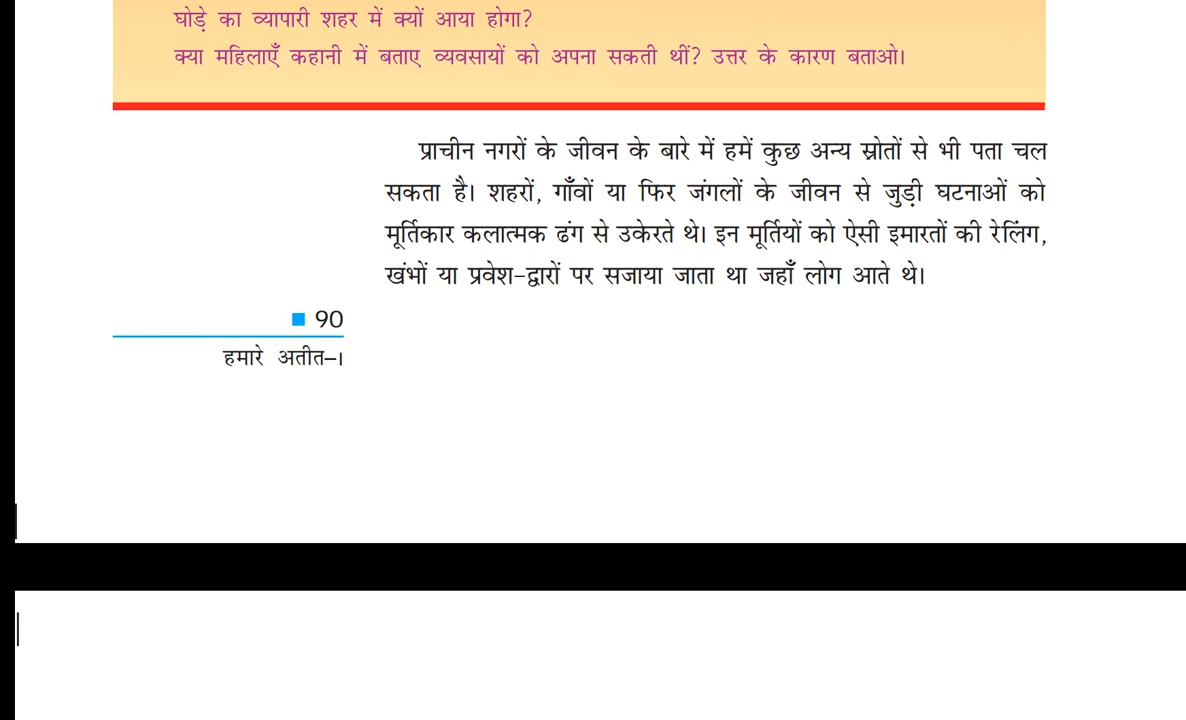 घोड़े का व्यापारी शहर में क्यों आया होगा?
क्या महिलाएँ कहानी में बताए व्यवसायों को अपना सकती थीं? उत्तर के कारण बताओ।
प्राचीन नगरों के जीवन के बारे में हमें कुछ अन्य स्रोतों से भी पता चल
सकता है। शहरों, गाँवों या फिर जंगलों के जीवन से जुड़ी घटनाओं को
मूर्तिकार कलात्मक ढंग से उकेरते थे। इन मूर्तियों को ऐसी इमारतों की रेलिंग,
खंभों या प्रवेश-द्वारों पर सजाया जाता था जहाँ लोग आते थे।
■ 90
हमारे अतीत–I